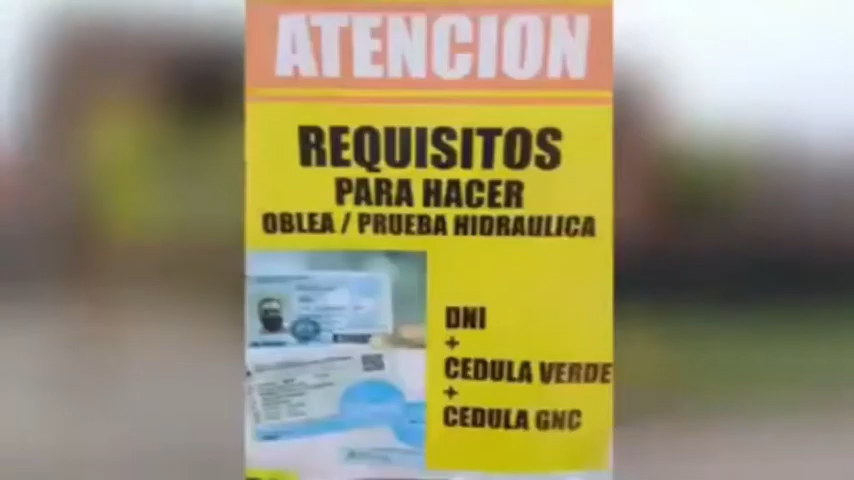 ATENCION
REQUISITOS
PARA HACER
OBLEA / PRUEBA HIDRAULICA
DNI
+
CEDULA VERDE
+
CEDULA GNC